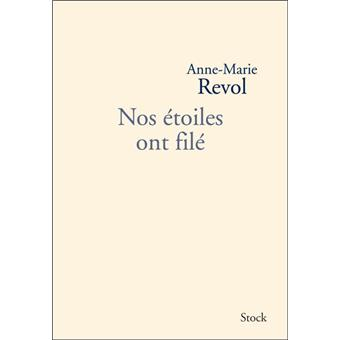 Anne-Marie
Revol
Nos étoiles
ont filé
Stock